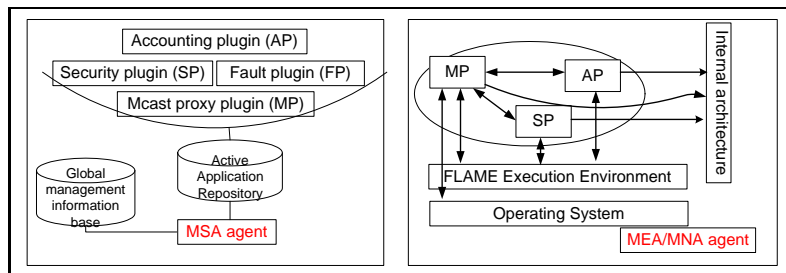 Accounting plugin (AP)
Security plugin (SP)
Fault plugin (FP)
Mcast proxy plugin (MP)
Global
management
information
base
Active
Application
Repository
MSA agent
MP
AP
SP
Internal architecture
FLAME Execution Environment
Operating System
MEA/MNA agent